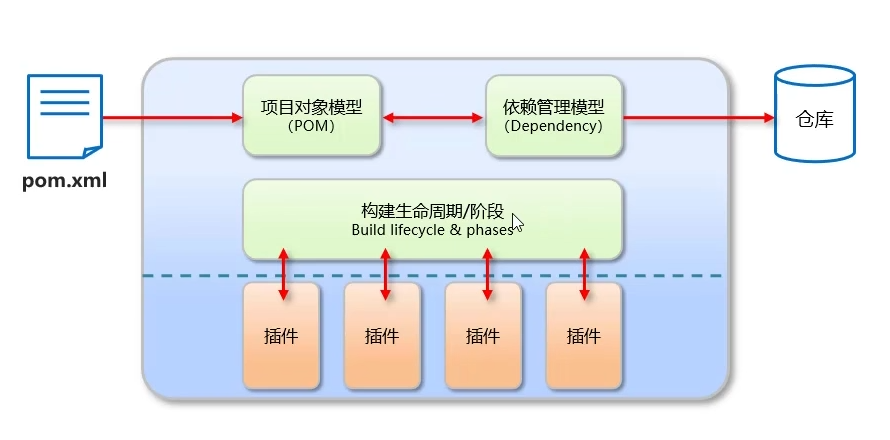 项目对象模型
（POM）
依赖管理模型
（Dependency）
仓库
pom.xml
构建生命周期/阶段
Build lifecycle & phases
插件
插件
插件
插件